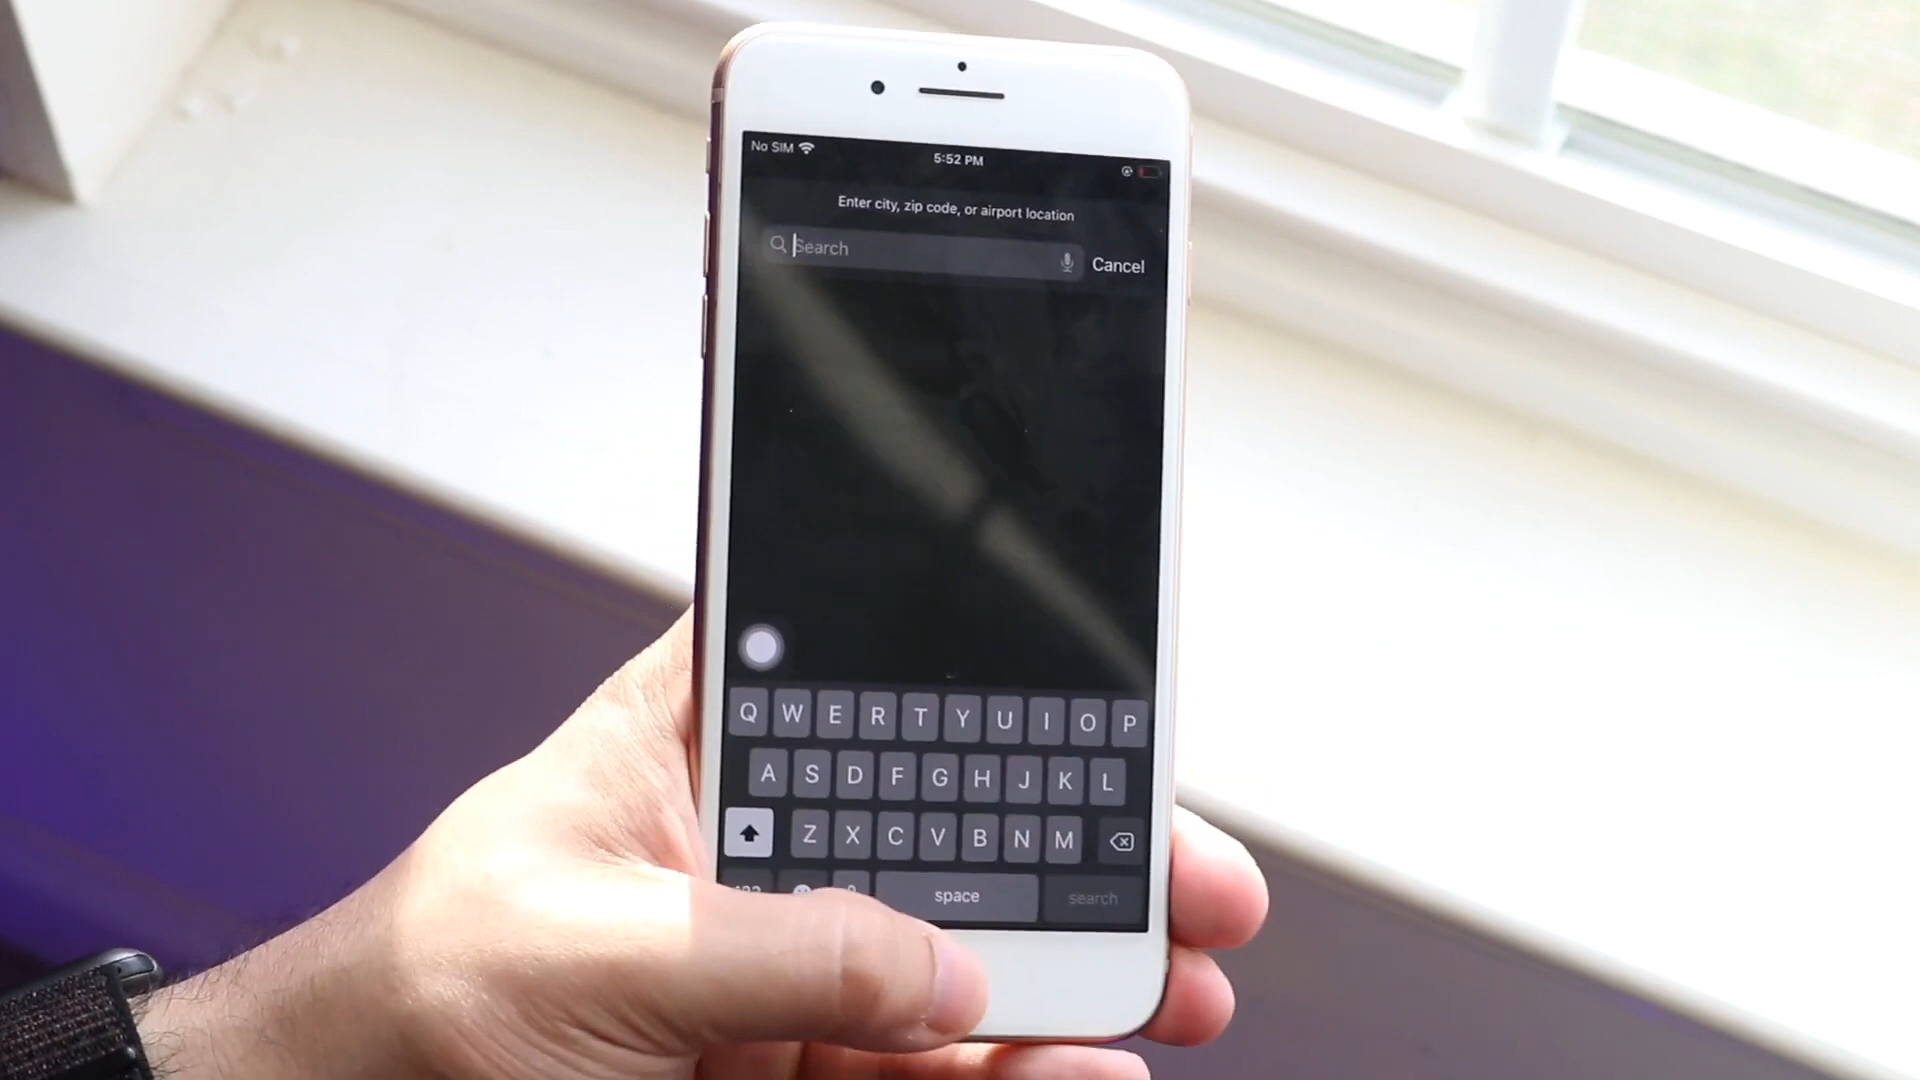 No SIM
5:52 PM
Enter city, zip code, or airport location
Search
Cancel
Q W E R T Y U I O P
A S D F G H J K L
Z X C V B N M
space search